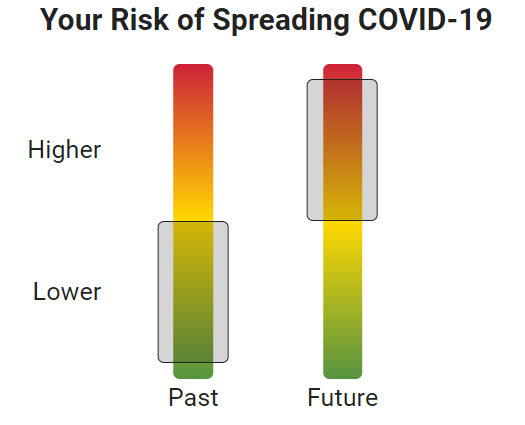 Your Risk of Spreading COVID-19
Higher
Lower
Past
Future